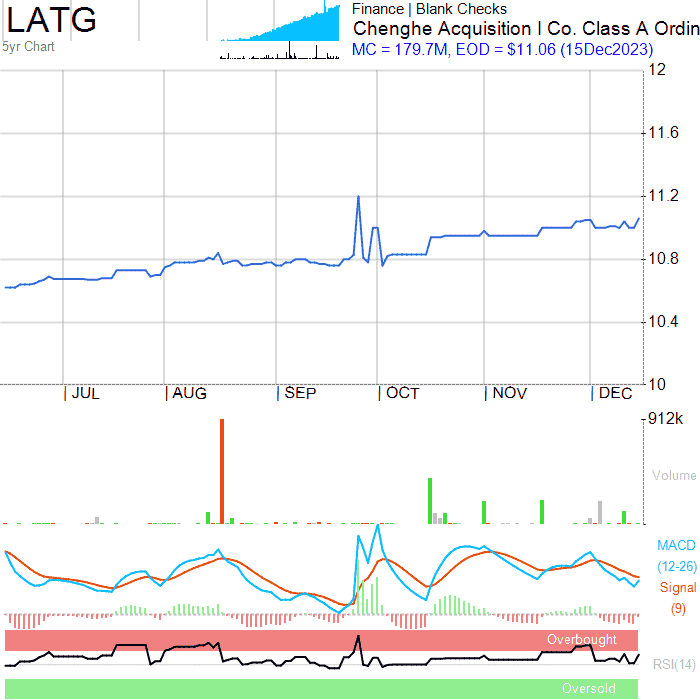 LATG
5yr Chart
Finance | Blank Checks
Chenghe Acquisition I Co. Class A Ordin
MC = 179.7M, EOD = $11.06 (15Dec2023)
12
11.6
11.2
10.8
10.4
10
JUL AUG SEP OCT NOV DEC
912k
Volume
MACD
(12-26)
Signal
(9)
Overbought
RSI(14)
Oversold